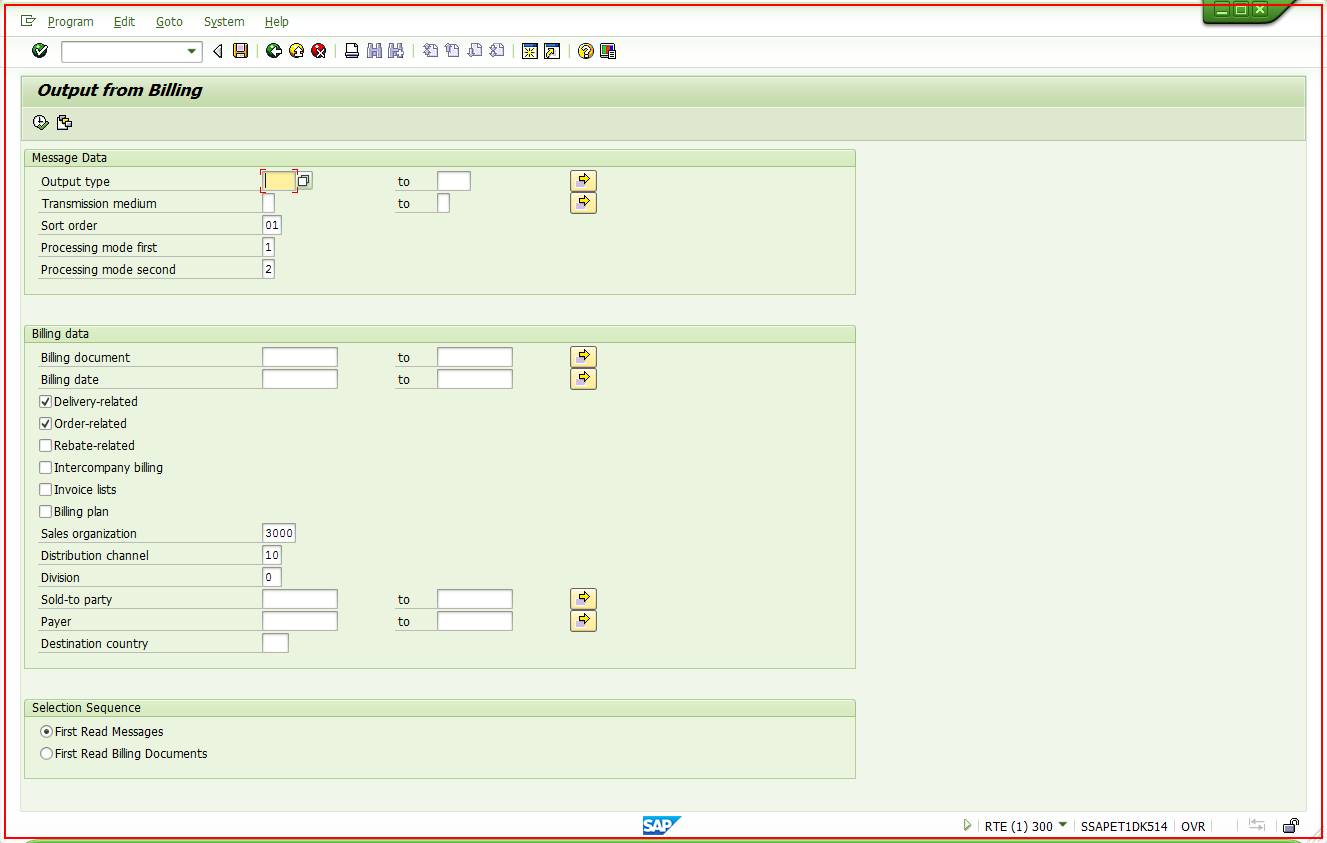 Program Edit Goto System Help
Output from Billing
Message Data
Output type to
Transmission medium to
Sort order 01
Processing mode first 1
Processing mode second 2
Billing data
Billing document to
Billing date to
Delivery-related
Order-related
Rebate-related
Intercompany billing
Invoice lists
Billing plan
Sales organization 3000
Distribution channel 10
Division 0
Sold-to party to
Payer to
Destination country
Selection Sequence
First Read Messages
First Read Billing Documents
SAP RTE (1) 300 SSAPET1DK514 OVR